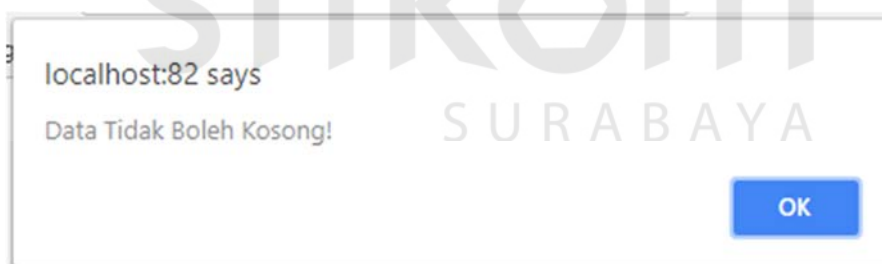 localhost:82 says
Data Tidak Boleh Kosong!
SURABAYA
OK